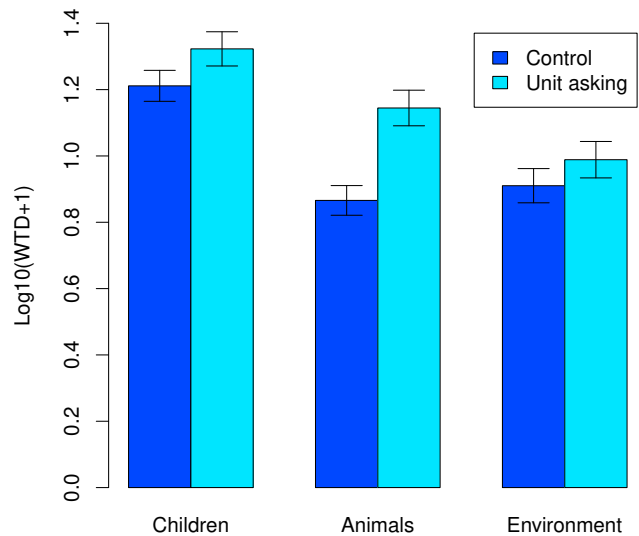 Log10(WTD+1)
1.4
1.2
1.0
0.8
0.6
0.4
0.2
0.0
Control
Unit asking
Children
Animals
Environment